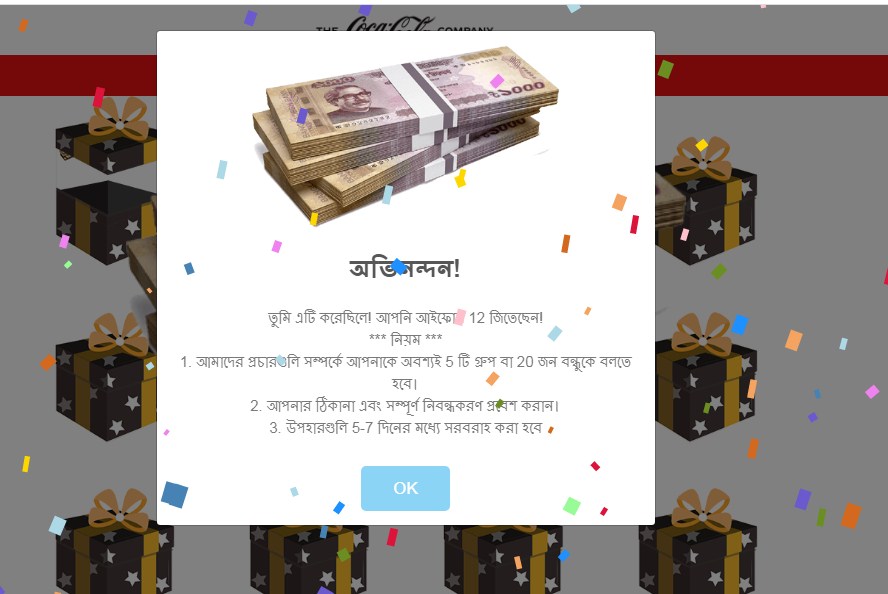 THE Coca-Cola COMPANY
১০০০
অভিনন্দন!
তুমি এটি করেছিলে! আপনি 12 জিতেছেন!
*** নিয়ম ***
1. আমাদের প্রচারগুলি সম্পর্কে আপনাকে অবশ্যই 5 টি গ্রুপ বা 20 জন বন্ধুকে বলতে
হবে।
2. আপনার ঠিকানা এবং সম্পূর্ণ নিবন্ধকরণ প্রবেশ করান।
3. উপহারগুলি 5-7 দিনের মধ্যে সরবরাহ করা হবে
OK